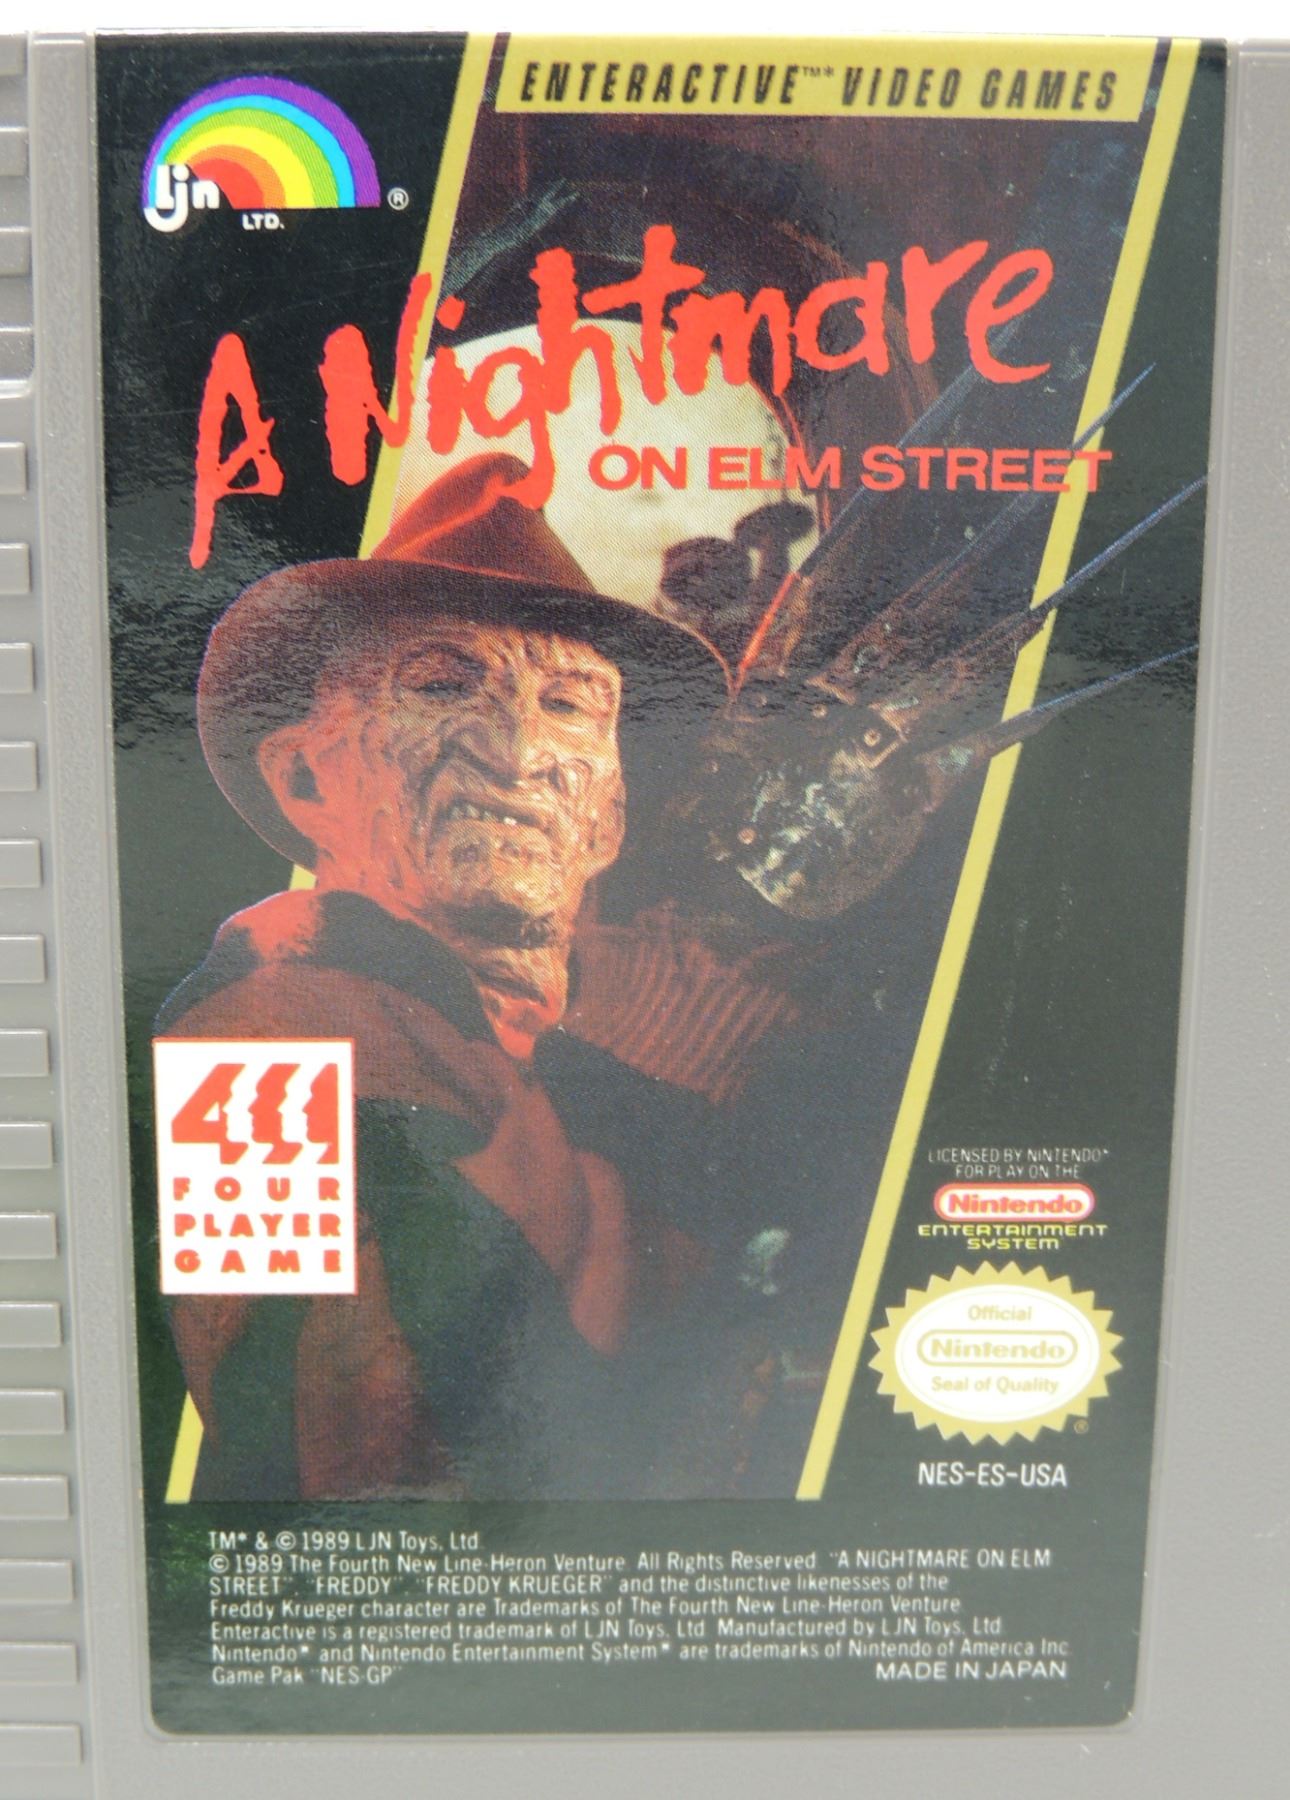 ENTERACTIVE™* VIDEO GAMES
ljn
LTD.
®
A Nightmare
ON ELM STREET
4
FOUR
PLAYER
GAME
LICENSED BY NINTENDO®
FOR PLAY ON THE
Nintendo
ENTERTAINMENT
SYSTEM
Official
Nintendo
Seal of Quality
®
NES-ES-USA
TM* & © 1989 LJN Toys, Ltd.
© 1989 The Fourth New Line-Heron Venture. All Rights Reserved. "A NIGHTMARE ON ELM
STREET", "FREDDY" "FREDDY KRUEGER" and the distinctive likenesses of the
Freddy Krueger character are Trademarks of The Fourth New Line-Heron Venture.
Enteractive is a registered trademark of LJN Toys, Ltd. Manufactured by LJN Toys, Ltd.
Nintendo® and Nintendo Entertainment System® are trademarks of Nintendo of America Inc.
Game Pak "NES-GP"
MADE IN JAPAN